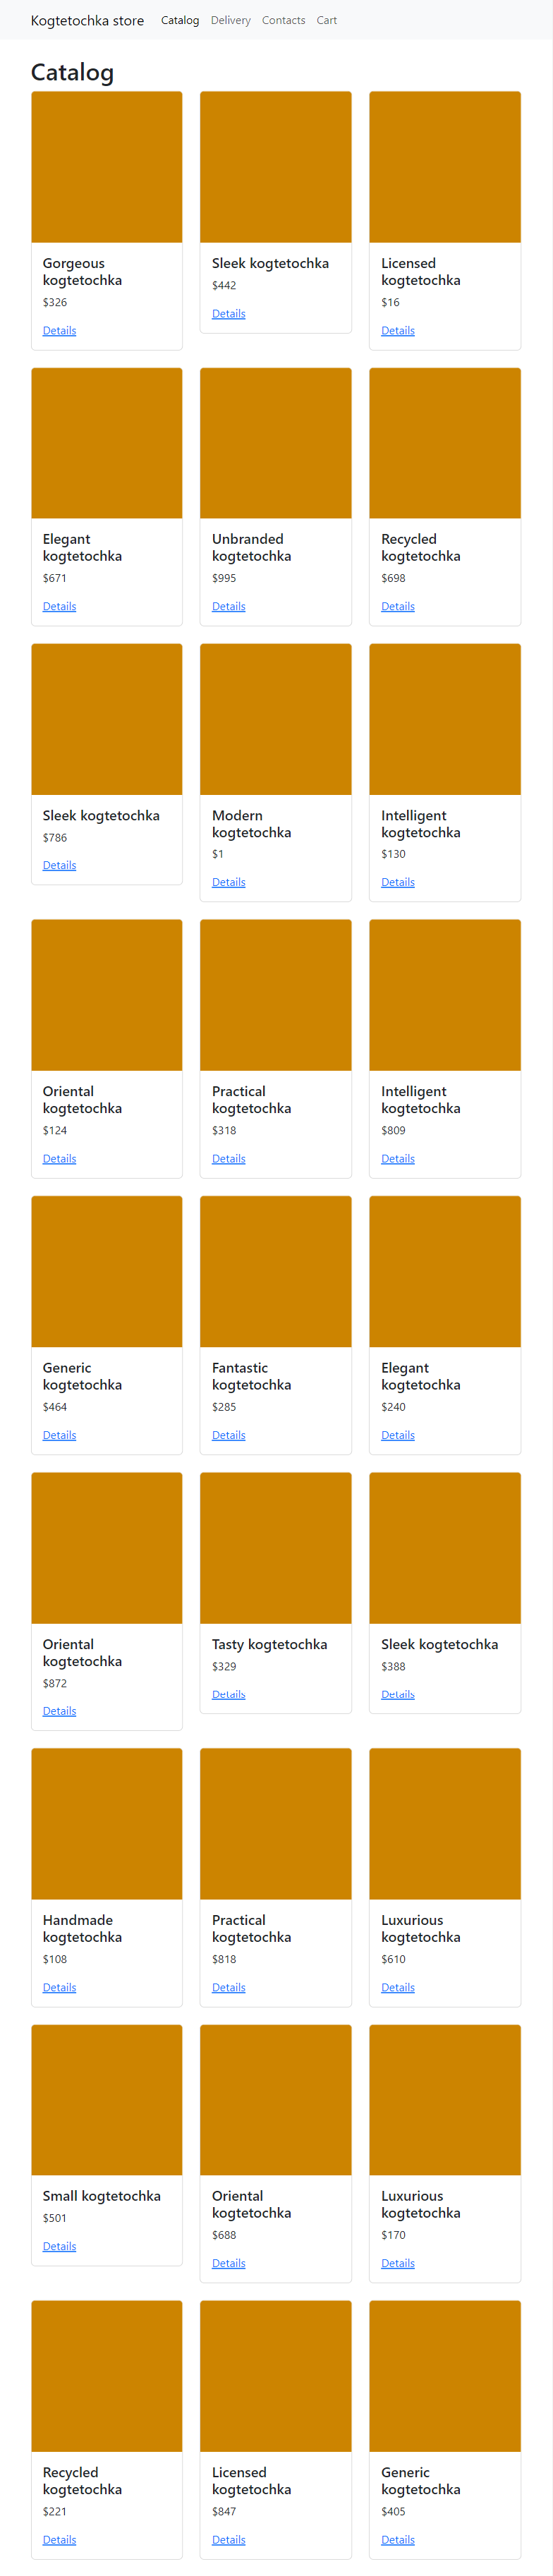 Kogtetochka store Catalog Delivery Contacts Cart
Catalog
Gorgeous
kogtetochka
$326
Details
Sleek kogtetochka
$442
Details
Licensed
kogtetochka
$16
Details
Elegant
kogtetochka
$671
Details
Unbranded
kogtetochka
$995
Details
Recycled
kogtetochka
$698
Details
Sleek kogtetochka
$786
Details
Modern
kogtetochka
$1
Details
Intelligent
kogtetochka
$130
Details
Oriental
kogtetochka
$124
Details
Practical
kogtetochka
$318
Details
Intelligent
kogtetochka
$809
Details
Generic
kogtetochka
$464
Details
Fantastic
kogtetochka
$285
Details
Elegant
kogtetochka
$240
Details
Oriental
kogtetochka
$872
Details
Tasty kogtetochka
$329
Details
Sleek kogtetochka
$388
Details
Handmade
kogtetochka
$108
Details
Practical
kogtetochka
$818
Details
Luxurious
kogtetochka
$610
Details
Small kogtetochka
$501
Details
Oriental
kogtetochka
$688
Details
Luxurious
kogtetochka
$170
Details
Recycled
kogtetochka
$221
Details
Licensed
kogtetochka
$847
Details
Generic
kogtetochka
$405
Details